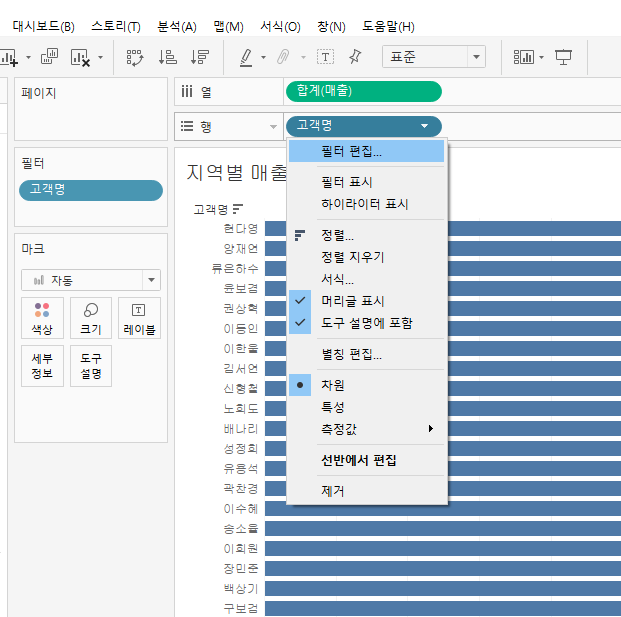 대시보드(B) 스토리(T) 분석(A) 맵(M) 서식(O) 창(N) 도움말(H)
표준
페이지
열
합계(매출)
행
고객명
필터
고객명
마크
자동
색상
크기
레이블
세부 정보
도구 설명
지역별 매출
고객명
현다영
양재연
류은하수
윤보겸
권상혁
이동인
이한울
김서연
신형철
노희도
배나리
성정희
유용석
곽찬경
이수혜
송소율
이희원
장민준
백상기
구보검
필터 편집...
필터 표시
하이라이터 표시
정렬...
정렬 지우기
서식...
머리글 표시
도구 설명에 포함
별칭 편집...
차원
특성
측정값
선반에서 편집
제거